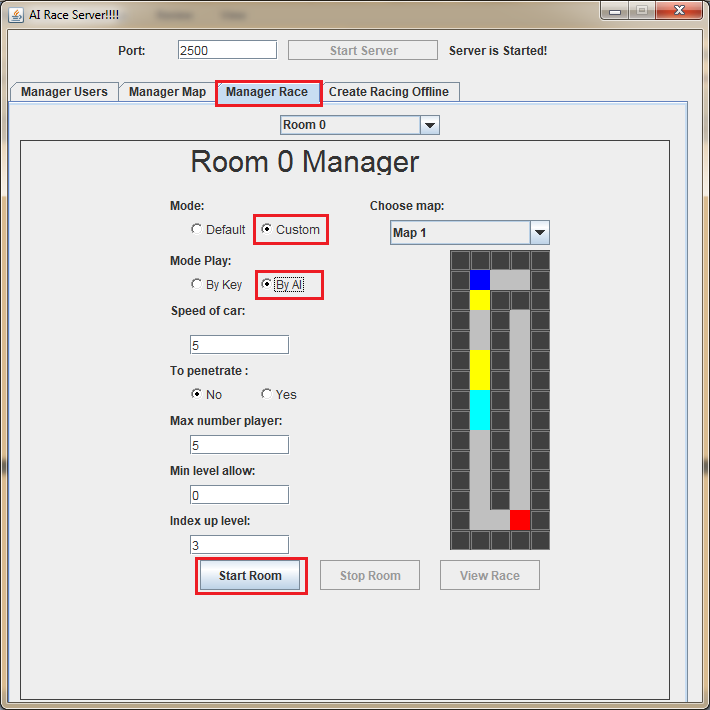 AI Race Server!!!!
Port: 2500 Start Server Server is Started!
Manager Users Manager Map Manager Race Create Racing Offline
Room 0
Room 0 Manager
Mode: Choose map:
Default Custom Map 1
Mode Play:
By Key By AI
Speed of car:
5
To penetrate :
No Yes
Max number player:
5
Min level allow:
0
Index up level:
3
Start Room Stop Room View Race